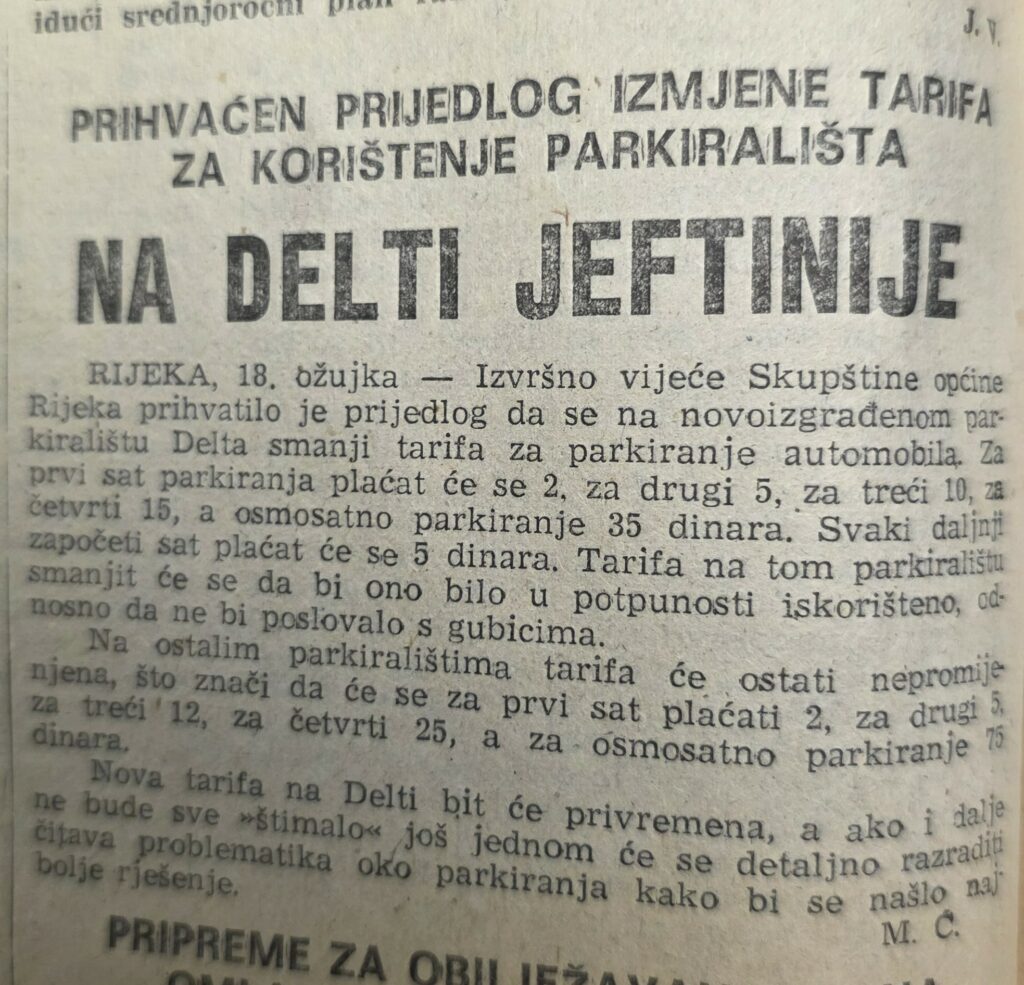 idući srednjoročni plan
J. V.
PRIHVAĆEN PRIJEDLOG IZMJENE TARIFA
ZA KORIŠTENJE PARKIRALIŠTA
NA DELTI JEFTINIJE
RIJEKA, 18. ožujka — Izvršno vijeće Skupštine općine
Rijeka prihvatilo je prijedlog da se na novoizgrađenom par-
kiralištu Delta smanji tarifa za parkiranje automobila. Za
prvi sat parkiranja plaćat će se 2, za drugi 5, za treći 10, za
četvrti 15, a osmosatno parkiranje 35 dinara. Svaki daljnji
započeti sat plaćat će se 5 dinara. Tarifa na tom parkiralištu
smanjit će se da bi ono bilo u potpunosti iskorišteno, od-
nosno da ne bi poslovalo s gubicima.
Na ostalim parkiralištima tarifa će ostati nepromije-
njena, što znači da će se za prvi sat plaćati 2, za drugi 5,
za treći 12, za četvrti 25, a za osmosatno parkiranje 75
dinara.
Nova tarifa na Delti bit će privremena, a ako i dalje
ne bude sve »štimalo« još jednom će se detaljno razraditi
čitava problematika oko parkiranja kako bi se našlo naj
bolje rješenje.
M. Č.
PRIPREME ZA